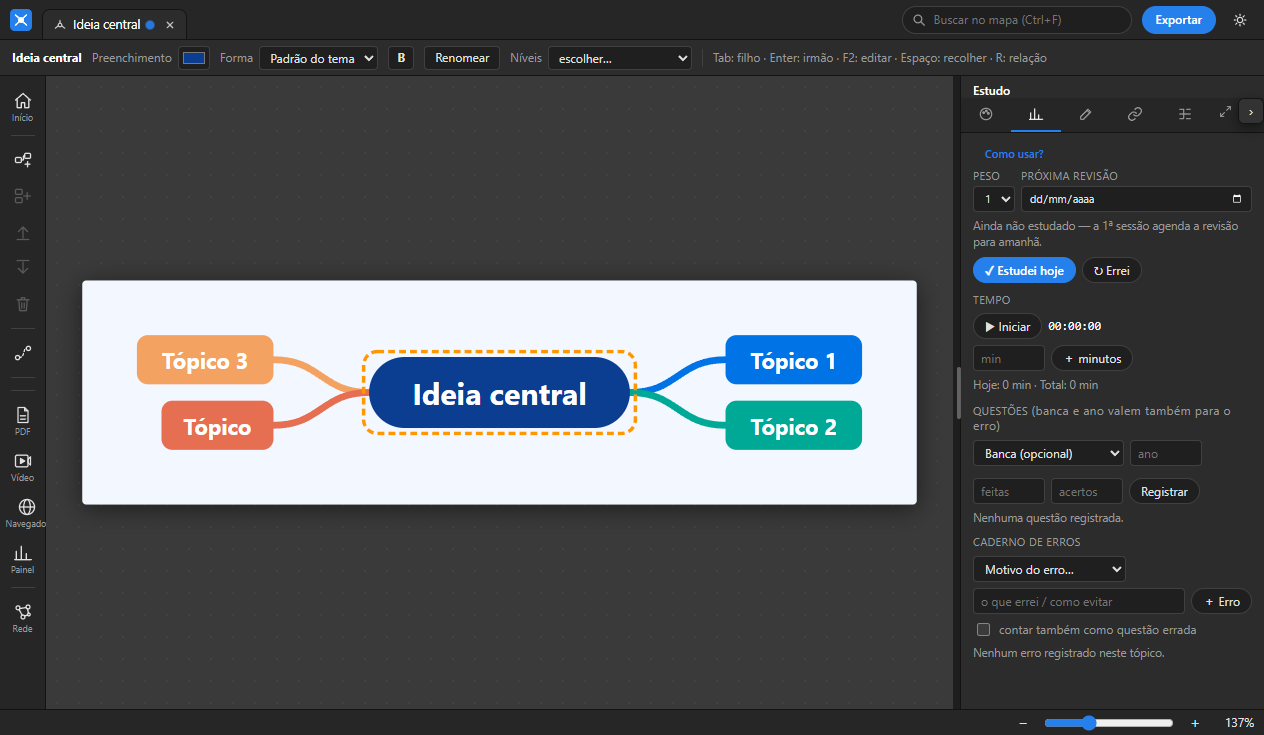 Ideia central
Buscar no mapa (Ctrl+F)
Exportar
Ideia central
Preenchimento
Forma
Padrão do tema
B
Renomear
Níveis
escolher...
Tab: filho · Enter: irmão · F2: editar · Espaço: recolher · R: relação
Início
PDF
Vídeo
Navegado
Painel
Rede
Tópico 3
Tópico
Ideia central
Tópico 1
Tópico 2
Estudo
Como usar?
PESO
PRÓXIMA REVISÃO
1
dd/mm/aaaa
Ainda não estudado — a 1ª sessão agenda a revisão
para amanhã.
✓ Estudei hoje
↻ Errei
TEMPO
▶ Iniciar
00:00:00
min
+ minutos
Hoje: 0 min · Total: 0 min
QUESTÕES (banca e ano valem também para o
erro)
Banca (opcional)
ano
feitas
acertos
Registrar
Nenhuma questão registrada.
CADERNO DE ERROS
Motivo do erro...
o que errei / como evitar
+ Erro
contar também como questão errada
Nenhum erro registrado neste tópico.
137%